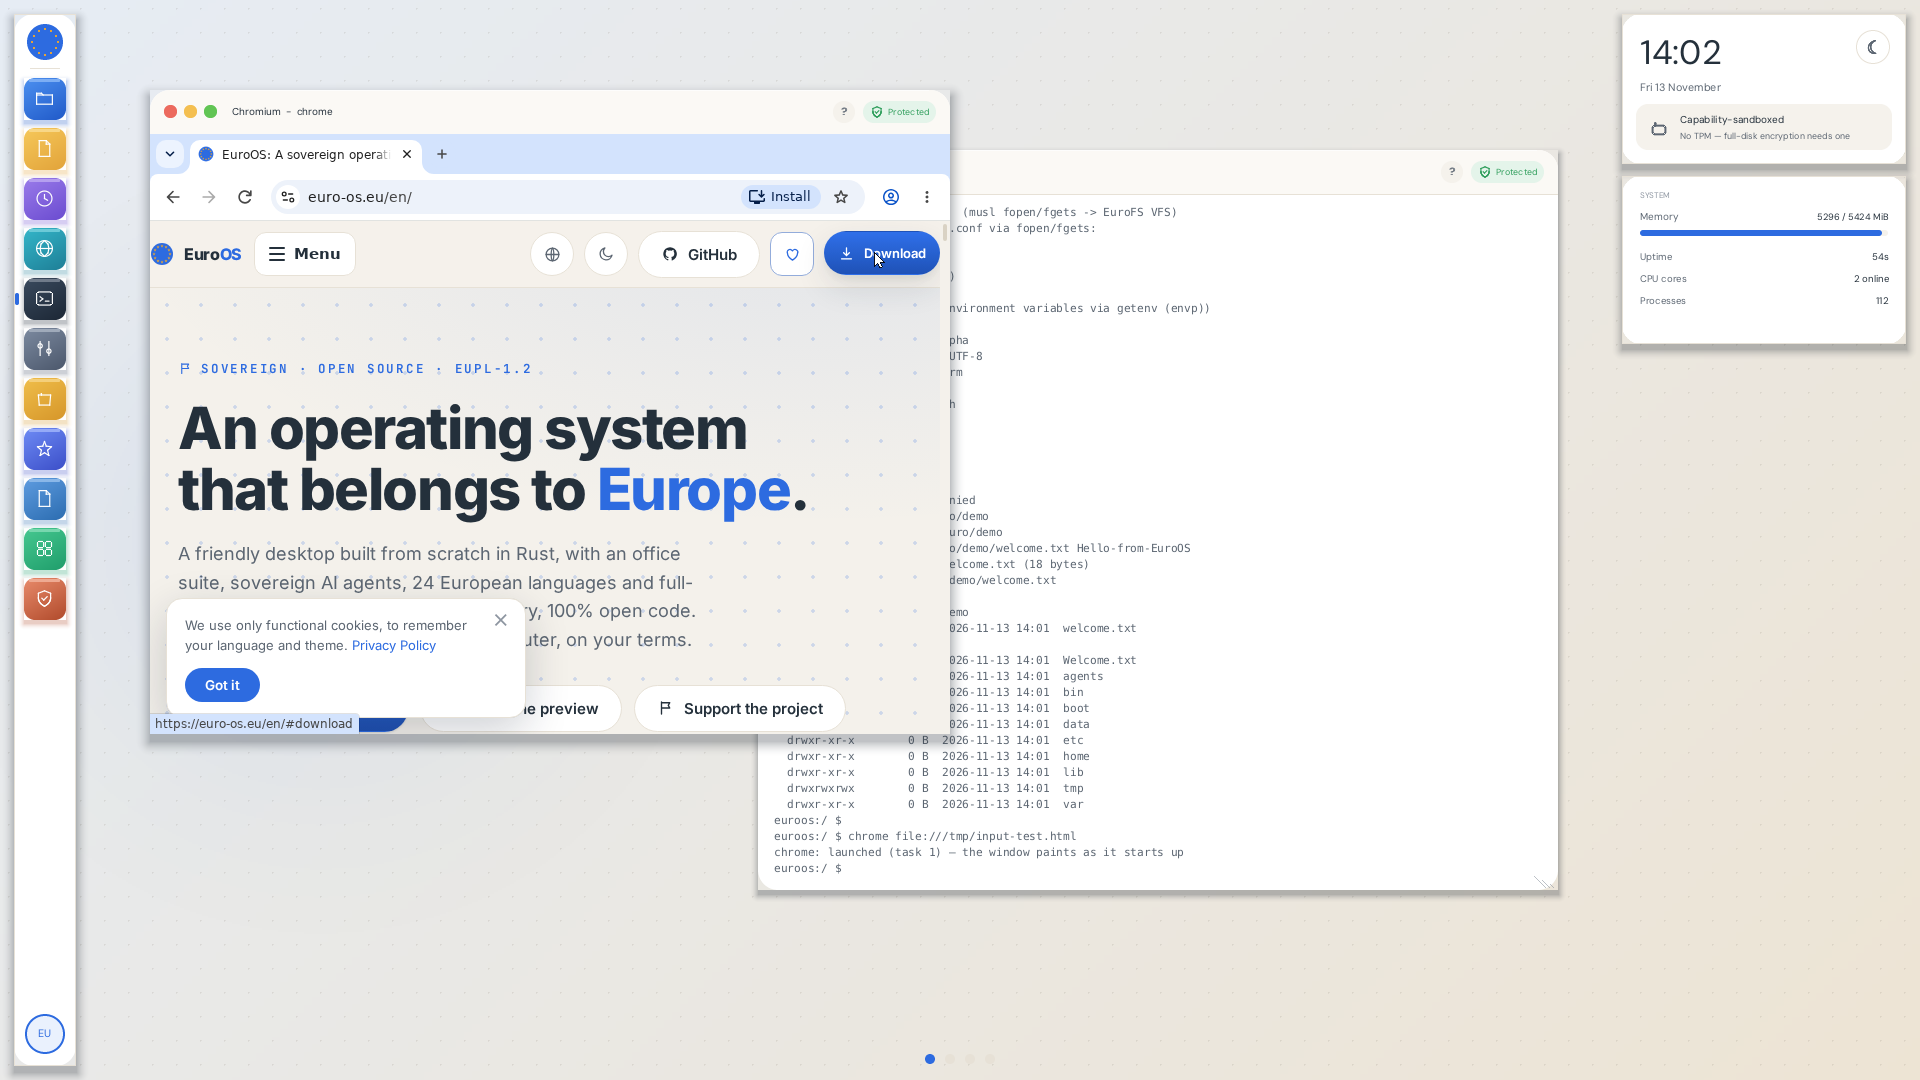 Chromium - chrome
?
Protected
EuroOS: A sovereign operati
euro-os.eu/en/
Install
EuroOS
Menu
GitHub
Download
SOVEREIGN · OPEN SOURCE · EUPL-1.2
An operating system
that belongs to Europe.
A friendly desktop built from scratch in Rust, with an office
suite, sovereign AI agents, 24 European languages and full-
ry, 100% open code.
uter, on your terms.
We use only functional cookies, to remember
your language and theme. Privacy Policy
Got it
e preview
Support the project
https://euro-os.eu/en/#download
?
Protected
(musl fopen/fgets -> EuroFS VFS)
.conf via fopen/fgets:
)
nvironment variables via getenv (envp))
pha
UTF-8
rm
h
nied
o/demo
uro/demo
o/demo/welcome.txt Hello-from-EuroOS
elcome.txt (18 bytes)
demo/welcome.txt
emo
026-11-13 14:01 welcome.txt
026-11-13 14:01 Welcome.txt
026-11-13 14:01 agents
026-11-13 14:01 bin
026-11-13 14:01 boot
026-11-13 14:01 data
drwxr-xr-x 0 B 2026-11-13 14:01 etc
drwxr-xr-x 0 B 2026-11-13 14:01 home
drwxr-xr-x 0 B 2026-11-13 14:01 lib
drwxrwxrwx 0 B 2026-11-13 14:01 tmp
drwxr-xr-x 0 B 2026-11-13 14:01 var
euroos:/ $
euroos:/ $ chrome file:///tmp/input-test.html
chrome: launched (task 1) — the window paints as it starts up
euroos:/ $
14:02
Fri 13 November
Capability-sandboxed
No TPM — full-disk encryption needs one
SYSTEM
Memory 5296 / 5424 MiB
Uptime 54s
CPU cores 2 online
Processes 112
EU